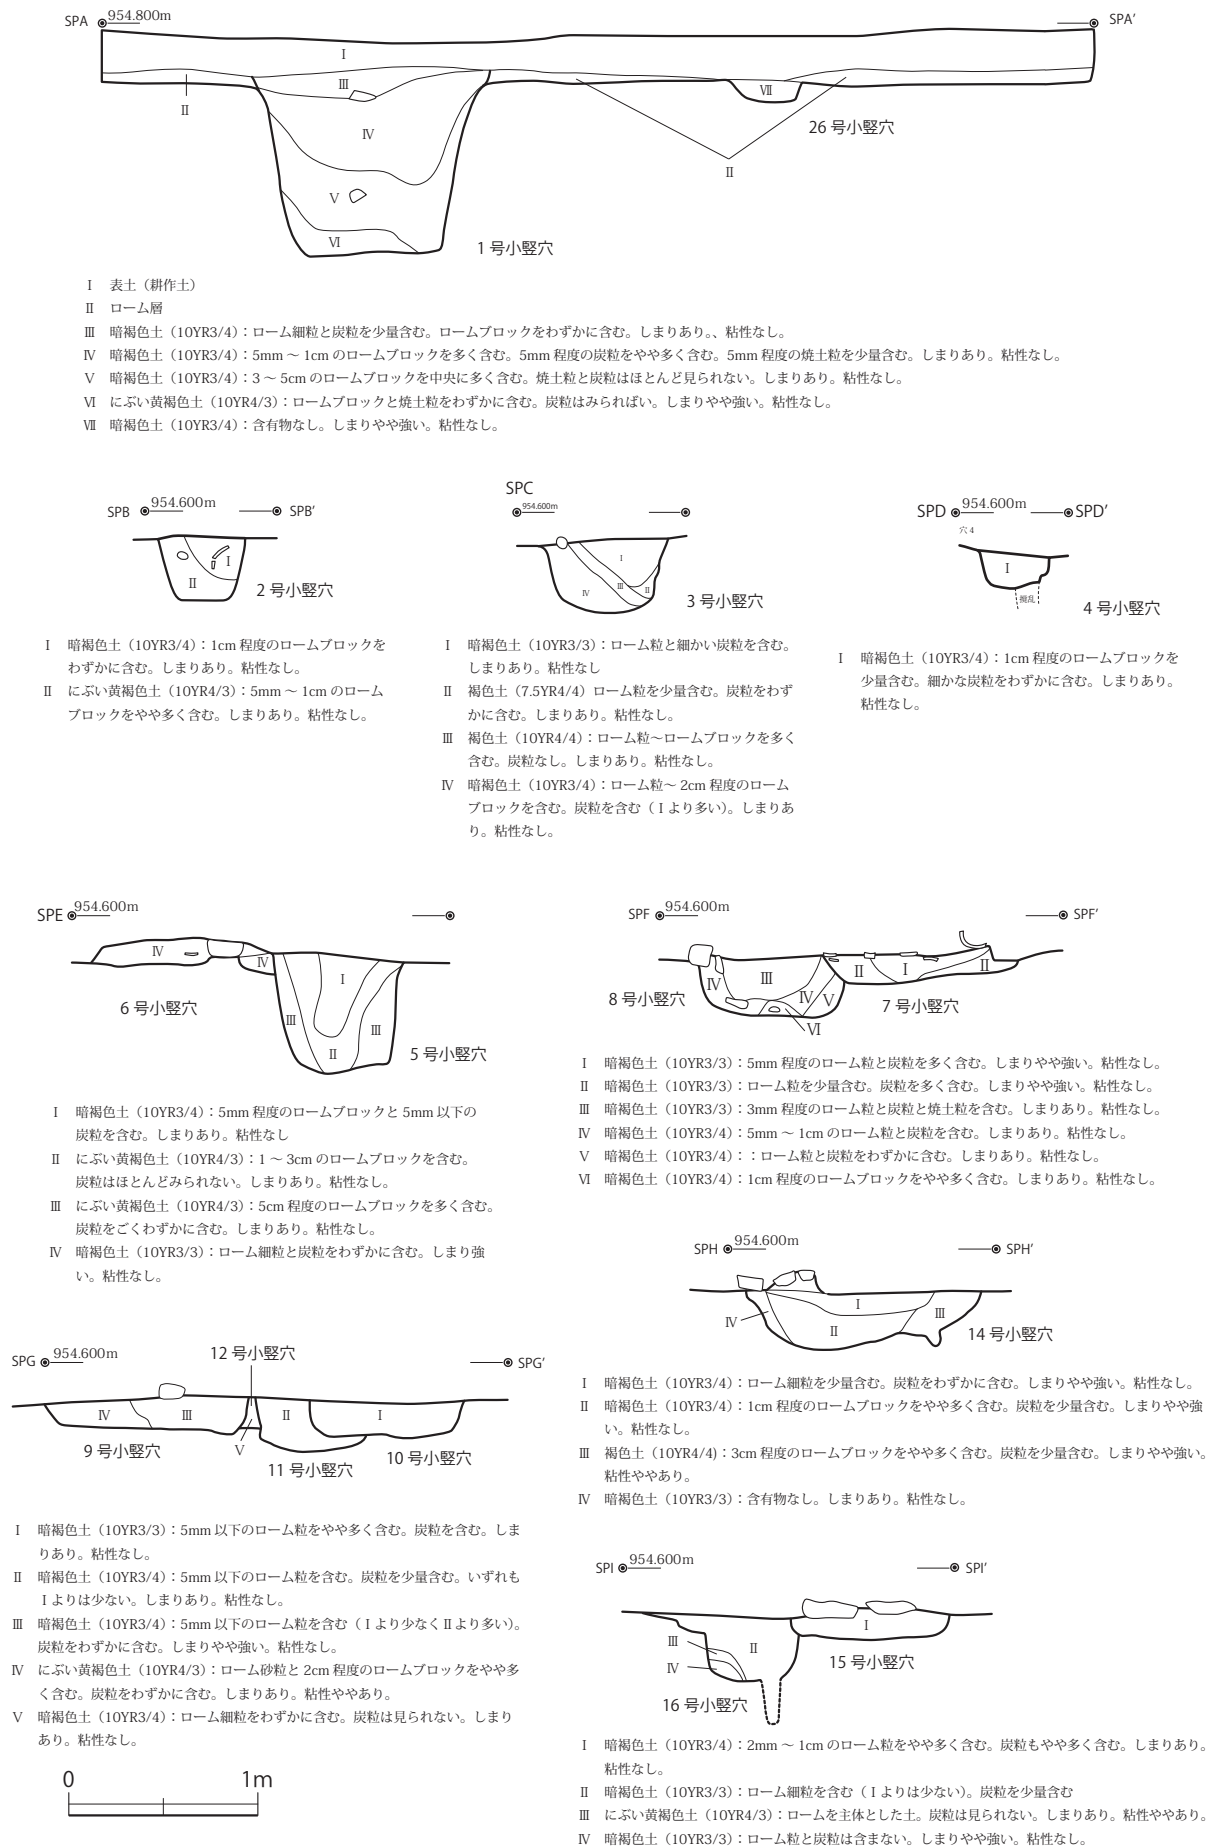 SPA 954.800m SPA′
Ⅰ
Ⅲ
Ⅱ
Ⅶ
Ⅳ
26 号小竪穴
Ⅱ
Ⅴ
Ⅵ
1 号小竪穴
Ⅰ 表土（耕作土）
Ⅱ ローム層
Ⅲ 暗褐色土（10YR3/4）：ローム細粒と炭粒を少量含む。ロームブロックをわずかに含む。しまりあり。、粘性なし。
Ⅳ 暗褐色土（10YR3/4）：5mm ～ 1cm のロームブロックを多く含む。5mm 程度の炭粒をやや多く含む。5mm 程度の焼土粒を少量含む。しまりあり。粘性なし。
Ⅴ 暗褐色土（10YR3/4）：3 ～ 5cm のロームブロックを中央に多く含む。焼土粒と炭粒はほとんど見られない。しまりあり。粘性なし。
Ⅵ にぶい黄褐色土（10YR4/3）：ロームブロックと焼土粒をわずかに含む。炭粒はみらればい。しまりやや強い。粘性なし。
Ⅶ 暗褐色土（10YR3/4）：含有物なし。しまりやや強い。粘性なし。
SPB 954.600m SPB′
Ⅰ
Ⅱ
2 号小竪穴
Ⅰ 暗褐色土（10YR3/4）：1cm 程度のロームブロックを
わずかに含む。しまりあり。粘性なし。
Ⅱ にぶい黄褐色土（10YR4/3）：5mm ～ 1cm のローム
ブロックをやや多く含む。しまりあり。粘性なし。
SPC
954.600m
Ⅰ
Ⅲ
Ⅱ
Ⅳ
3 号小竪穴
Ⅰ 暗褐色土（10YR3/3）：ローム粒と細かい炭粒を含む。
しまりあり。粘性なし
Ⅱ 褐色土（7.5YR4/4）ローム粒を少量含む。炭粒をわず
かに含む。しまりあり。粘性なし。
Ⅲ 褐色土（10YR4/4）：ローム粒～ロームブロックを多く
含む。炭粒なし。しまりあり。粘性なし。
Ⅳ 暗褐色土（10YR3/4）：ローム粒～ 2cm 程度のローム
ブロックを含む。炭粒を含む（Ⅰより多い）。しまりあ
り。粘性なし。
SPD 954.600m SPD′
穴 4
Ⅰ
攪乱
4 号小竪穴
Ⅰ 暗褐色土（10YR3/4）：1cm 程度のロームブロックを
少量含む。細かな炭粒をわずかに含む。しまりあり。
粘性なし。
SPE 954.600m
Ⅳ
Ⅳ
Ⅰ
6 号小竪穴
Ⅲ
Ⅲ
Ⅱ
5 号小竪穴
Ⅰ 暗褐色土（10YR3/4）：5mm 程度のロームブロックと 5mm 以下の
炭粒を含む。しまりあり。粘性なし
Ⅱ にぶい黄褐色土（10YR4/3）：1 ～ 3cm のロームブロックを含む。
炭粒はほとんどみられない。しまりあり。粘性なし。
Ⅲ にぶい黄褐色土（10YR4/3）：5cm 程度のロームブロックを多く含む。
炭粒をごくわずかに含む。しまりあり。粘性なし。
Ⅳ 暗褐色土（10YR3/3）：ローム細粒と炭粒をわずかに含む。しまり強
い。粘性なし。
SPF 954.600m SPF′
Ⅳ
Ⅲ
Ⅱ
Ⅰ
Ⅱ
Ⅳ
Ⅴ
8 号小竪穴
7 号小竪穴
Ⅵ
Ⅰ 暗褐色土（10YR3/3）：5mm 程度のローム粒と炭粒を多く含む。しまりやや強い。粘性なし。
Ⅱ 暗褐色土（10YR3/3）：ローム粒を少量含む。炭粒を多く含む。しまりやや強い。粘性なし。
Ⅲ 暗褐色土（10YR3/3）：3mm 程度のローム粒と炭粒と焼土粒を含む。しまりあり。粘性なし。
Ⅳ 暗褐色土（10YR3/4）：5mm ～ 1cm のローム粒と炭粒を含む。しまりあり。粘性なし。
Ⅴ 暗褐色土（10YR3/4）：：ローム粒と炭粒をわずかに含む。しまりあり。粘性なし。
Ⅵ 暗褐色土（10YR3/4）：1cm 程度のロームブロックをやや多く含む。しまりあり。粘性なし。
SPH 954.600m SPH′
Ⅰ
Ⅲ
Ⅳ
Ⅱ
14 号小竪穴
Ⅰ 暗褐色土（10YR3/4）：ローム細粒を少量含む。炭粒をわずかに含む。しまりやや強い。粘性なし。
Ⅱ 暗褐色土（10YR3/4）：1cm 程度のロームブロックをやや多く含む。炭粒を少量含む。しまりやや強
い。粘性なし。
Ⅲ 褐色土（10YR4/4)：3cm 程度のロームブロックをやや多く含む。炭粒を少量含む。しまりやや強い。
粘性ややあり。
Ⅳ 暗褐色土（10YR3/3）：含有物なし。しまりあり。粘性なし。
SPG 954.600m SPG′
12 号小竪穴
Ⅳ
Ⅲ
Ⅱ
Ⅰ
Ⅴ
9 号小竪穴
11 号小竪穴
10 号小竪穴
Ⅰ 暗褐色土（10YR3/3）：5mm 以下のローム粒をやや多く含む。炭粒を含む。しま
りあり。粘性なし。
Ⅱ 暗褐色土（10YR3/4）：5mm 以下のローム粒を含む。炭粒を少量含む。いずれも
Ⅰよりは少ない。しまりあり。粘性なし。
Ⅲ 暗褐色土（10YR3/4）：5mm 以下のローム粒を含む（Ⅰより少なくⅡより多い）。
炭粒をわずかに含む。しまりやや強い。粘性なし。
Ⅳ にぶい黄褐色土（10YR4/3）：ローム砂粒と 2cm 程度のロームブロックをやや多
く含む。炭粒をわずかに含む。しまりあり。粘性ややあり。
Ⅴ 暗褐色土（10YR3/4）：ローム細粒をわずかに含む。炭粒は見られない。しまり
あり。粘性なし。
0 1m
SPI 954.600m SPI′
Ⅰ
Ⅲ
Ⅱ
Ⅳ
15 号小竪穴
16 号小竪穴
Ⅰ 暗褐色土（10YR3/4）：2mm ～ 1cm のローム粒をやや多く含む。炭粒もやや多く含む。しまりあり。
粘性なし。
Ⅱ 暗褐色土（10YR3/3）：ローム細粒を含む（Ⅰよりは少ない）。炭粒を少量含む
Ⅲ にぶい黄褐色土（10YR4/3）：ロームを主体とした土。炭粒は見られない。しまりあり。粘性ややあり。
Ⅳ 暗褐色土（10YR3/3）：ローム粒と炭粒は含まない。しまりやや強い。粘性なし。